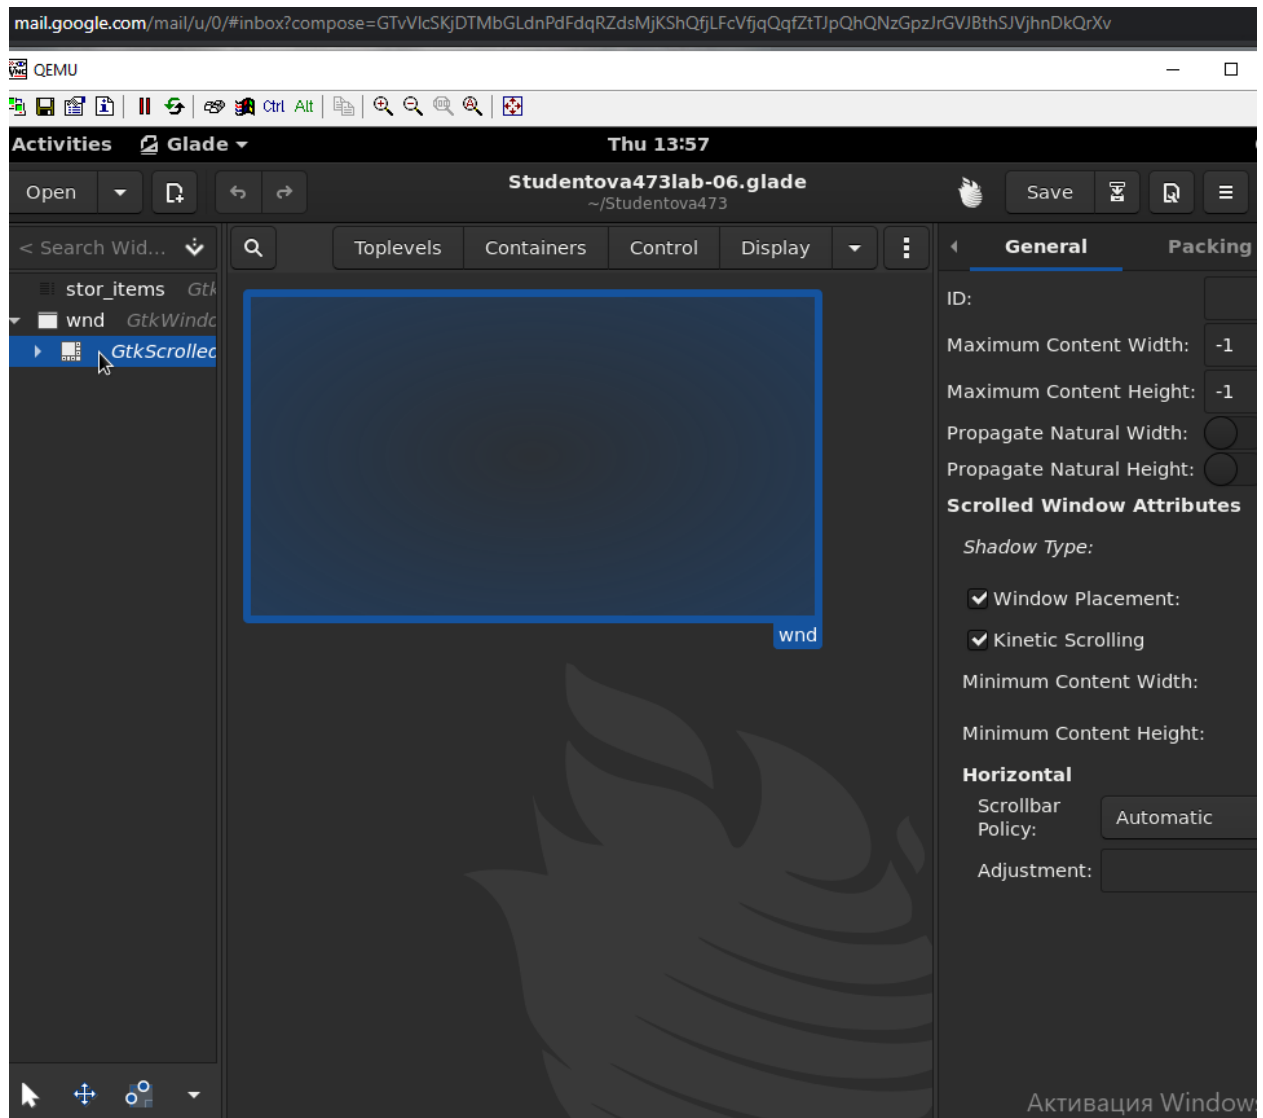 mail.google.com/mail/u/0/#inbox?compose=GTvVlcSKjDTMbGLdnPdFdqRZdsMjKShQfjLFcVfjqQqfZtTJpQhQNzGpzJrGVJBthSJVjhnDkQrXv
QEMU
Ctrl Alt
Activities Glade Thu 13:57
Open Studentova473lab-06.glade Save
~/Studentova473
< Search Wid... Toplevels Containers Control Display General Packing
stor_items Gtk
wnd GtkWindo
GtkScrolled
ID:
Maximum Content Width: -1
Maximum Content Height: -1
Propagate Natural Width:
Propagate Natural Height:
Scrolled Window Attributes
Shadow Type:
Window Placement:
wnd
Kinetic Scrolling
Minimum Content Width:
Minimum Content Height:
Horizontal
Scrollbar
Policy:
Automatic
Adjustment:
Активация Window